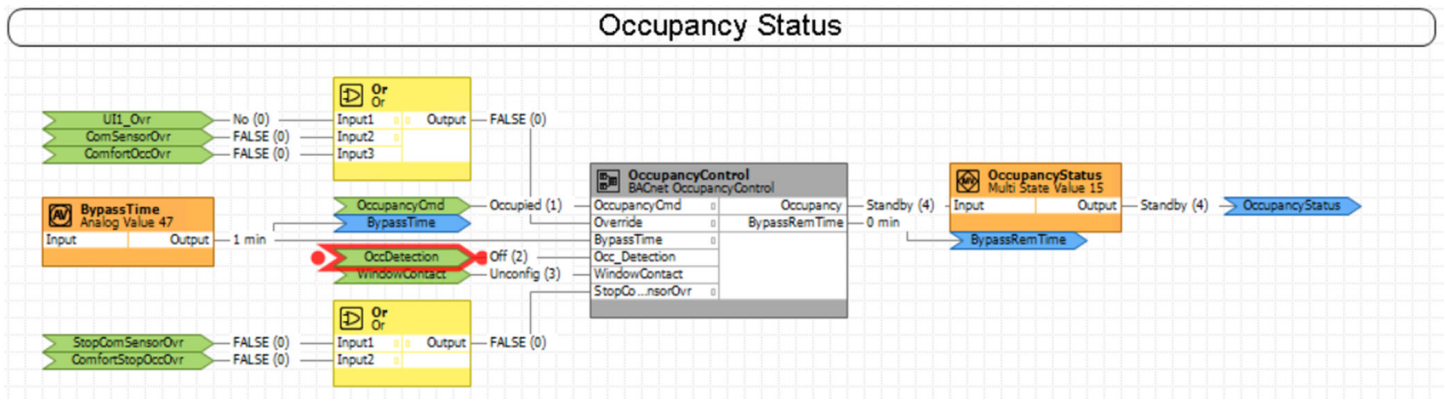 Occupancy Status
Or
Or
UI1_Ovr No (0) Input1 Output FALSE (0)
ComSensorOvr FALSE (0) Input2
ComfortOccOvr FALSE (0) Input3
OccupancyControl
BACnet OccupancyControl
OccupancyStatus
Multi State Value 15
BypassTime
Analog Value 47
OccupancyCmd Occupied (1) OccupancyCmd Occupancy Standby (4) Input Output Standby (4) OccupancyStatus
BypassTime Override BypassRemTime 0 min
Input Output 1 min BypassTime BypassRemTime
OccDetection Off (2) Occ_Detection
WindowContact Unconfig (3) WindowContact
StopCo...nsorOvr
Or
Or
StopComSensorOvr FALSE (0) Input1 Output FALSE (0)
ComfortStopOccOvr FALSE (0) Input2